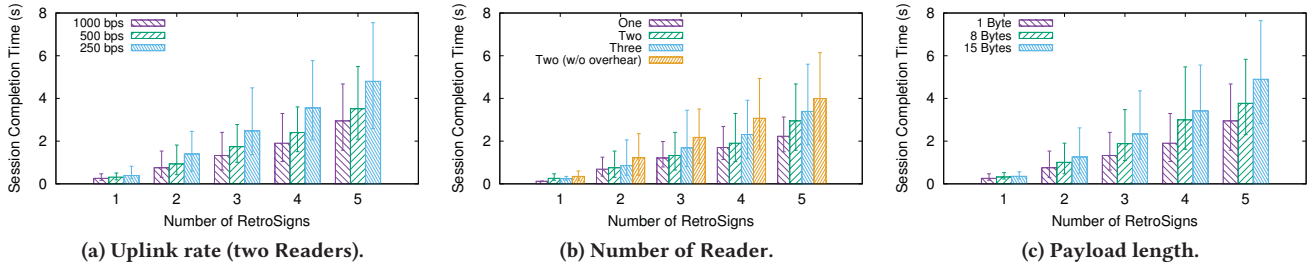 Session Completion Time (s)
8
6
4
2
0
1000 bps
500 bps
250 bps
1 2 3 4 5
Number of RetroSigns
(a) Uplink rate (two Readers).
Session Completion Time (s)
8
6
4
2
0
One
Two
Three
Two (w/o overhear)
1 2 3 4 5
Number of RetroSigns
(b) Number of Reader.
Session Completion Time (s)
8
6
4
2
0
1 Byte
8 Bytes
15 Bytes
1 2 3 4 5
Number of RetroSigns
(c) Payload length.